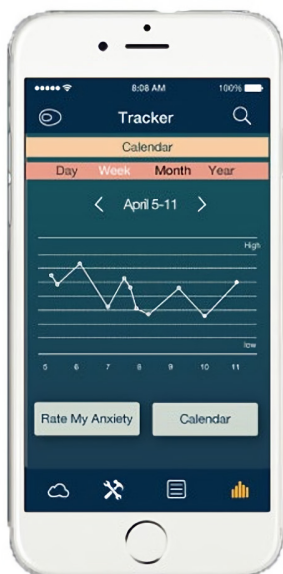 8:08 AM 100%
Tracker
Calendar
Day Week Month Year
April 5-11
High
low
5 6 7 8 9 10 11
Rate My Anxiety Calendar